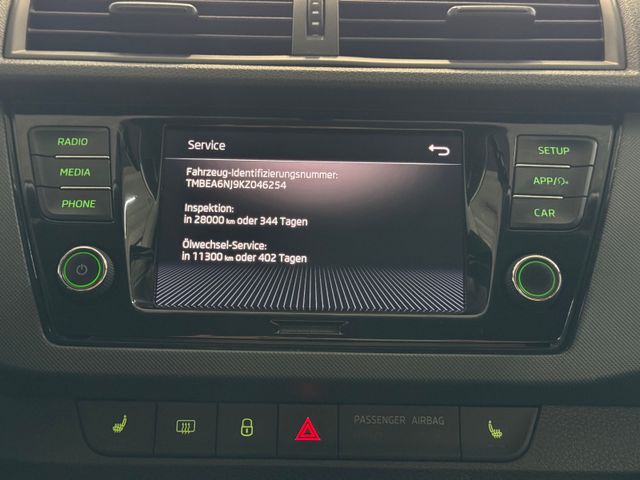 Service
RADIO
MEDIA
PHONE
Fahrzeug-Identifizierungsnummer:
TMBEA6NJ9KZ046254
Inspektion:
in 28000 km oder 344 Tagen
Ölwechsel-Service:
in 11300 km oder 402 Tagen
SETUP
APP/
CAR
PASSENGER AIRBAG